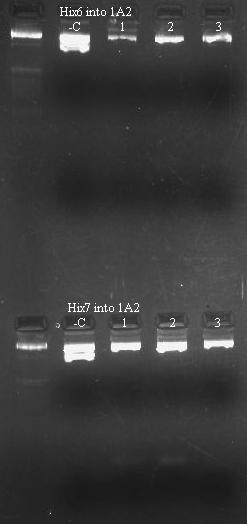 Hix6 into 1A2
-C 1 2 3
Hix7 into 1A2
-C 1 2 3